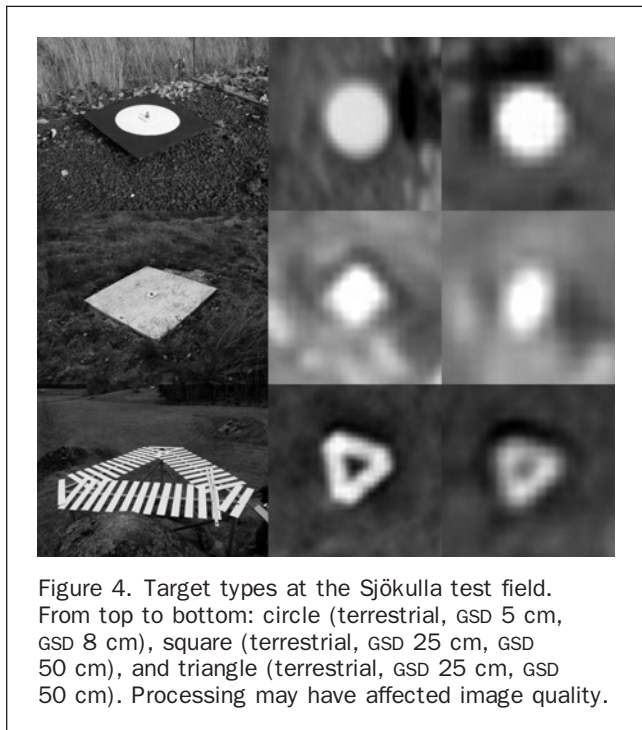 Figure 4. Target types at the Sjökulla test field.
From top to bottom: circle (terrestrial, GSD 5 cm,
GSD 8 cm), square (terrestrial, GSD 25 cm, GSD
50 cm), and triangle (terrestrial, GSD 25 cm, GSD
50 cm). Processing may have affected image quality.